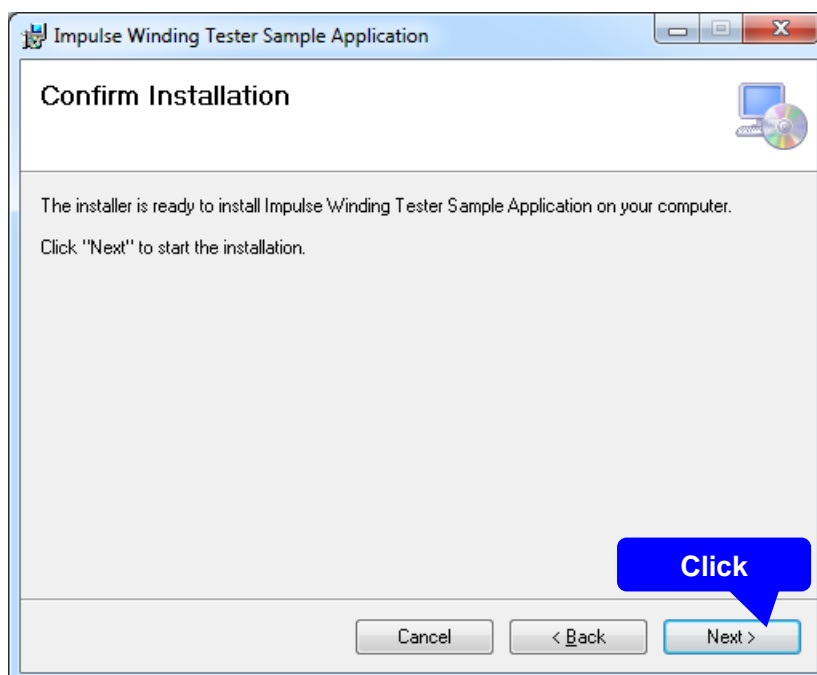 Impulse Winding Tester Sample Application
Confirm Installation
The installer is ready to install Impulse Winding Tester Sample Application on your computer.
Click "Next" to start the installation.
Click
Cancel
< Back
Next >